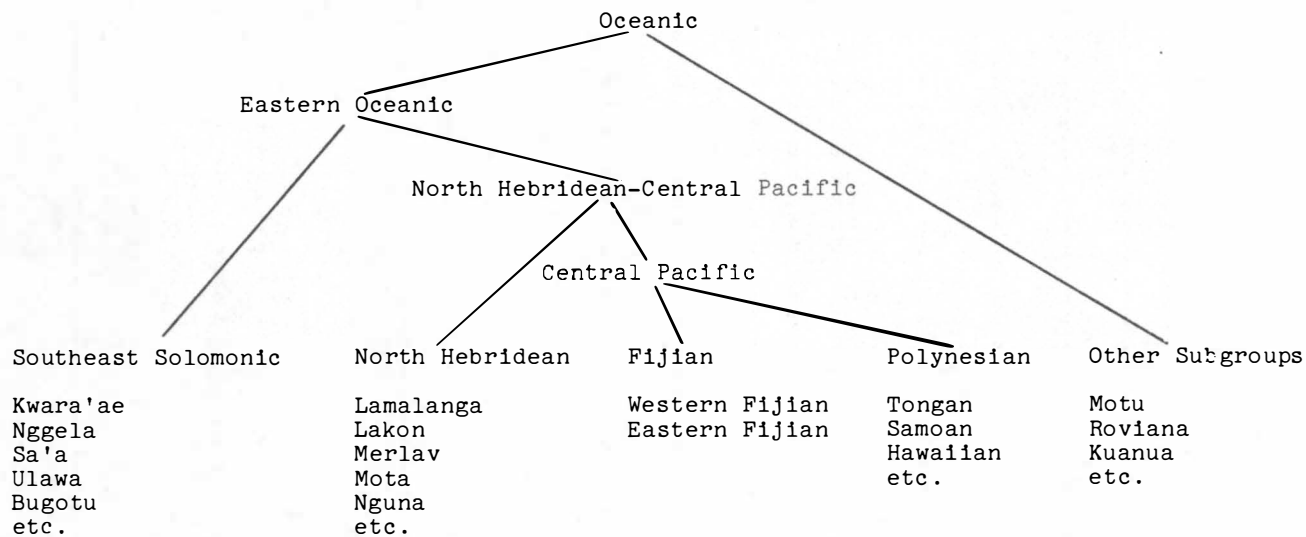 Oceanic
Eastern Oceanic
North Hebridean-Central Pacific
Central Pacific
Southeast Solomonic North Hebridean Fijian Polynesian Other Subgroups
Kwara'ae Lamalanga Western Fijian Tongan Motu
Nggela Lakon Eastern Fijian Samoan Roviana
Sa'a Merlav Hawaiian Kuanua
Ulawa Mota etc. etc.
Bugotu Nguna
etc. etc.